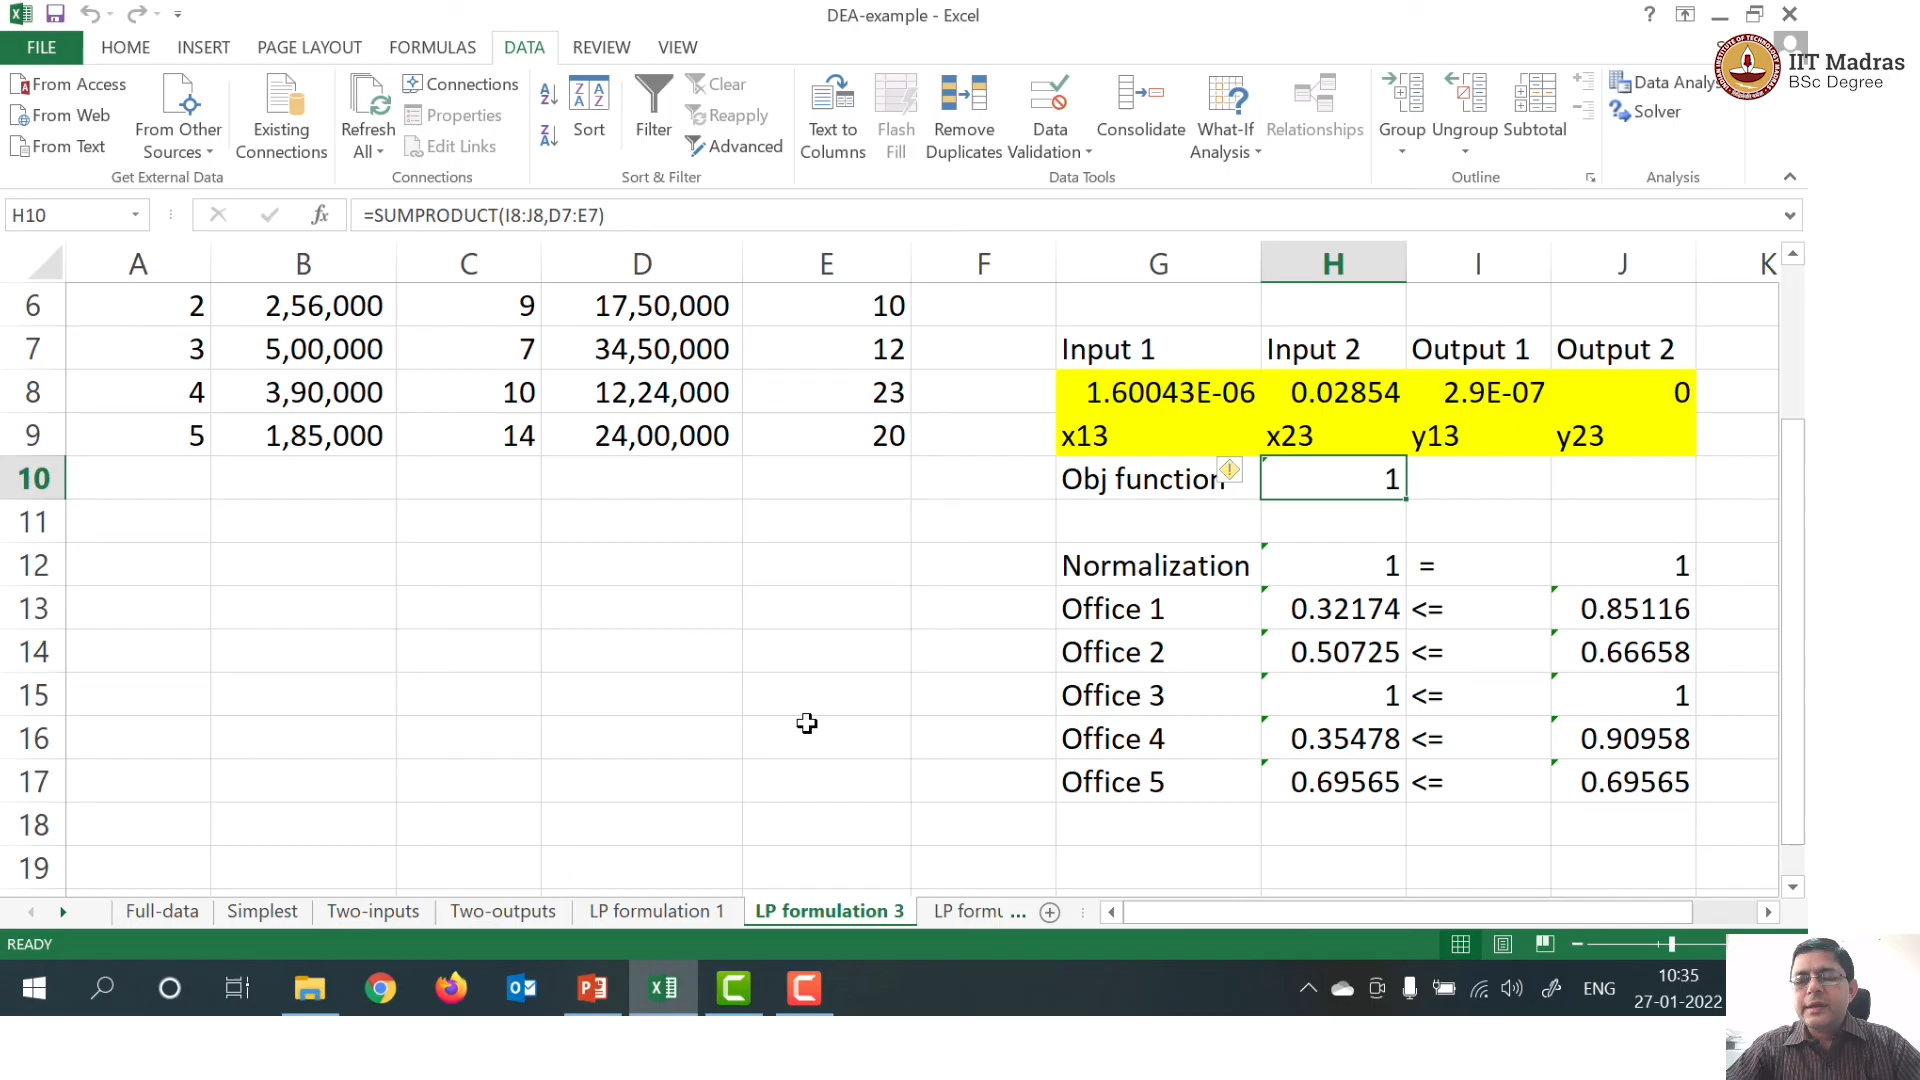 DEA-example - Excel
FILE HOME INSERT PAGE LAYOUT FORMULAS DATA REVIEW VIEW
IIT Madras
BSc Degree
From Access
From Web
From Text
From Other Sources
Get External Data
Existing Connections
Refresh All
Connections
Properties
Edit Links
Connections
Sort
Filter
Clear
Reapply
Advanced
Sort & Filter
Text to Columns
Flash Fill
Remove Duplicates
Data Validation
Consolidate
What-If Analysis
Relationships
Data Tools
Group
Ungroup
Subtotal
Outline
Data Analys
Solver
Analysis
H10 fx =SUMPRODUCT(I8:J8,D7:E7)
A B C D E F G H I J K
6 2 2,56,000 9 17,50,000 10
7 3 5,00,000 7 34,50,000 12 Input 1 Input 2 Output 1 Output 2
8 4 3,90,000 10 12,24,000 23 1.60043E-06 0.02854 2.9E-07 0
9 5 1,85,000 14 24,00,000 20 x13 x23 y13 y23
10 Obj function 1
11
12 Normalization 1 = 1
13 Office 1 0.32174 <= 0.85116
14 Office 2 0.50725 <= 0.66658
15 Office 3 1 <= 1
16 Office 4 0.35478 <= 0.90958
17 Office 5 0.69565 <= 0.69565
18
19
Full-data Simplest Two-inputs Two-outputs LP formulation 1 LP formulation 3 LP formu ...
READY
ENG
10:35
27-01-2022